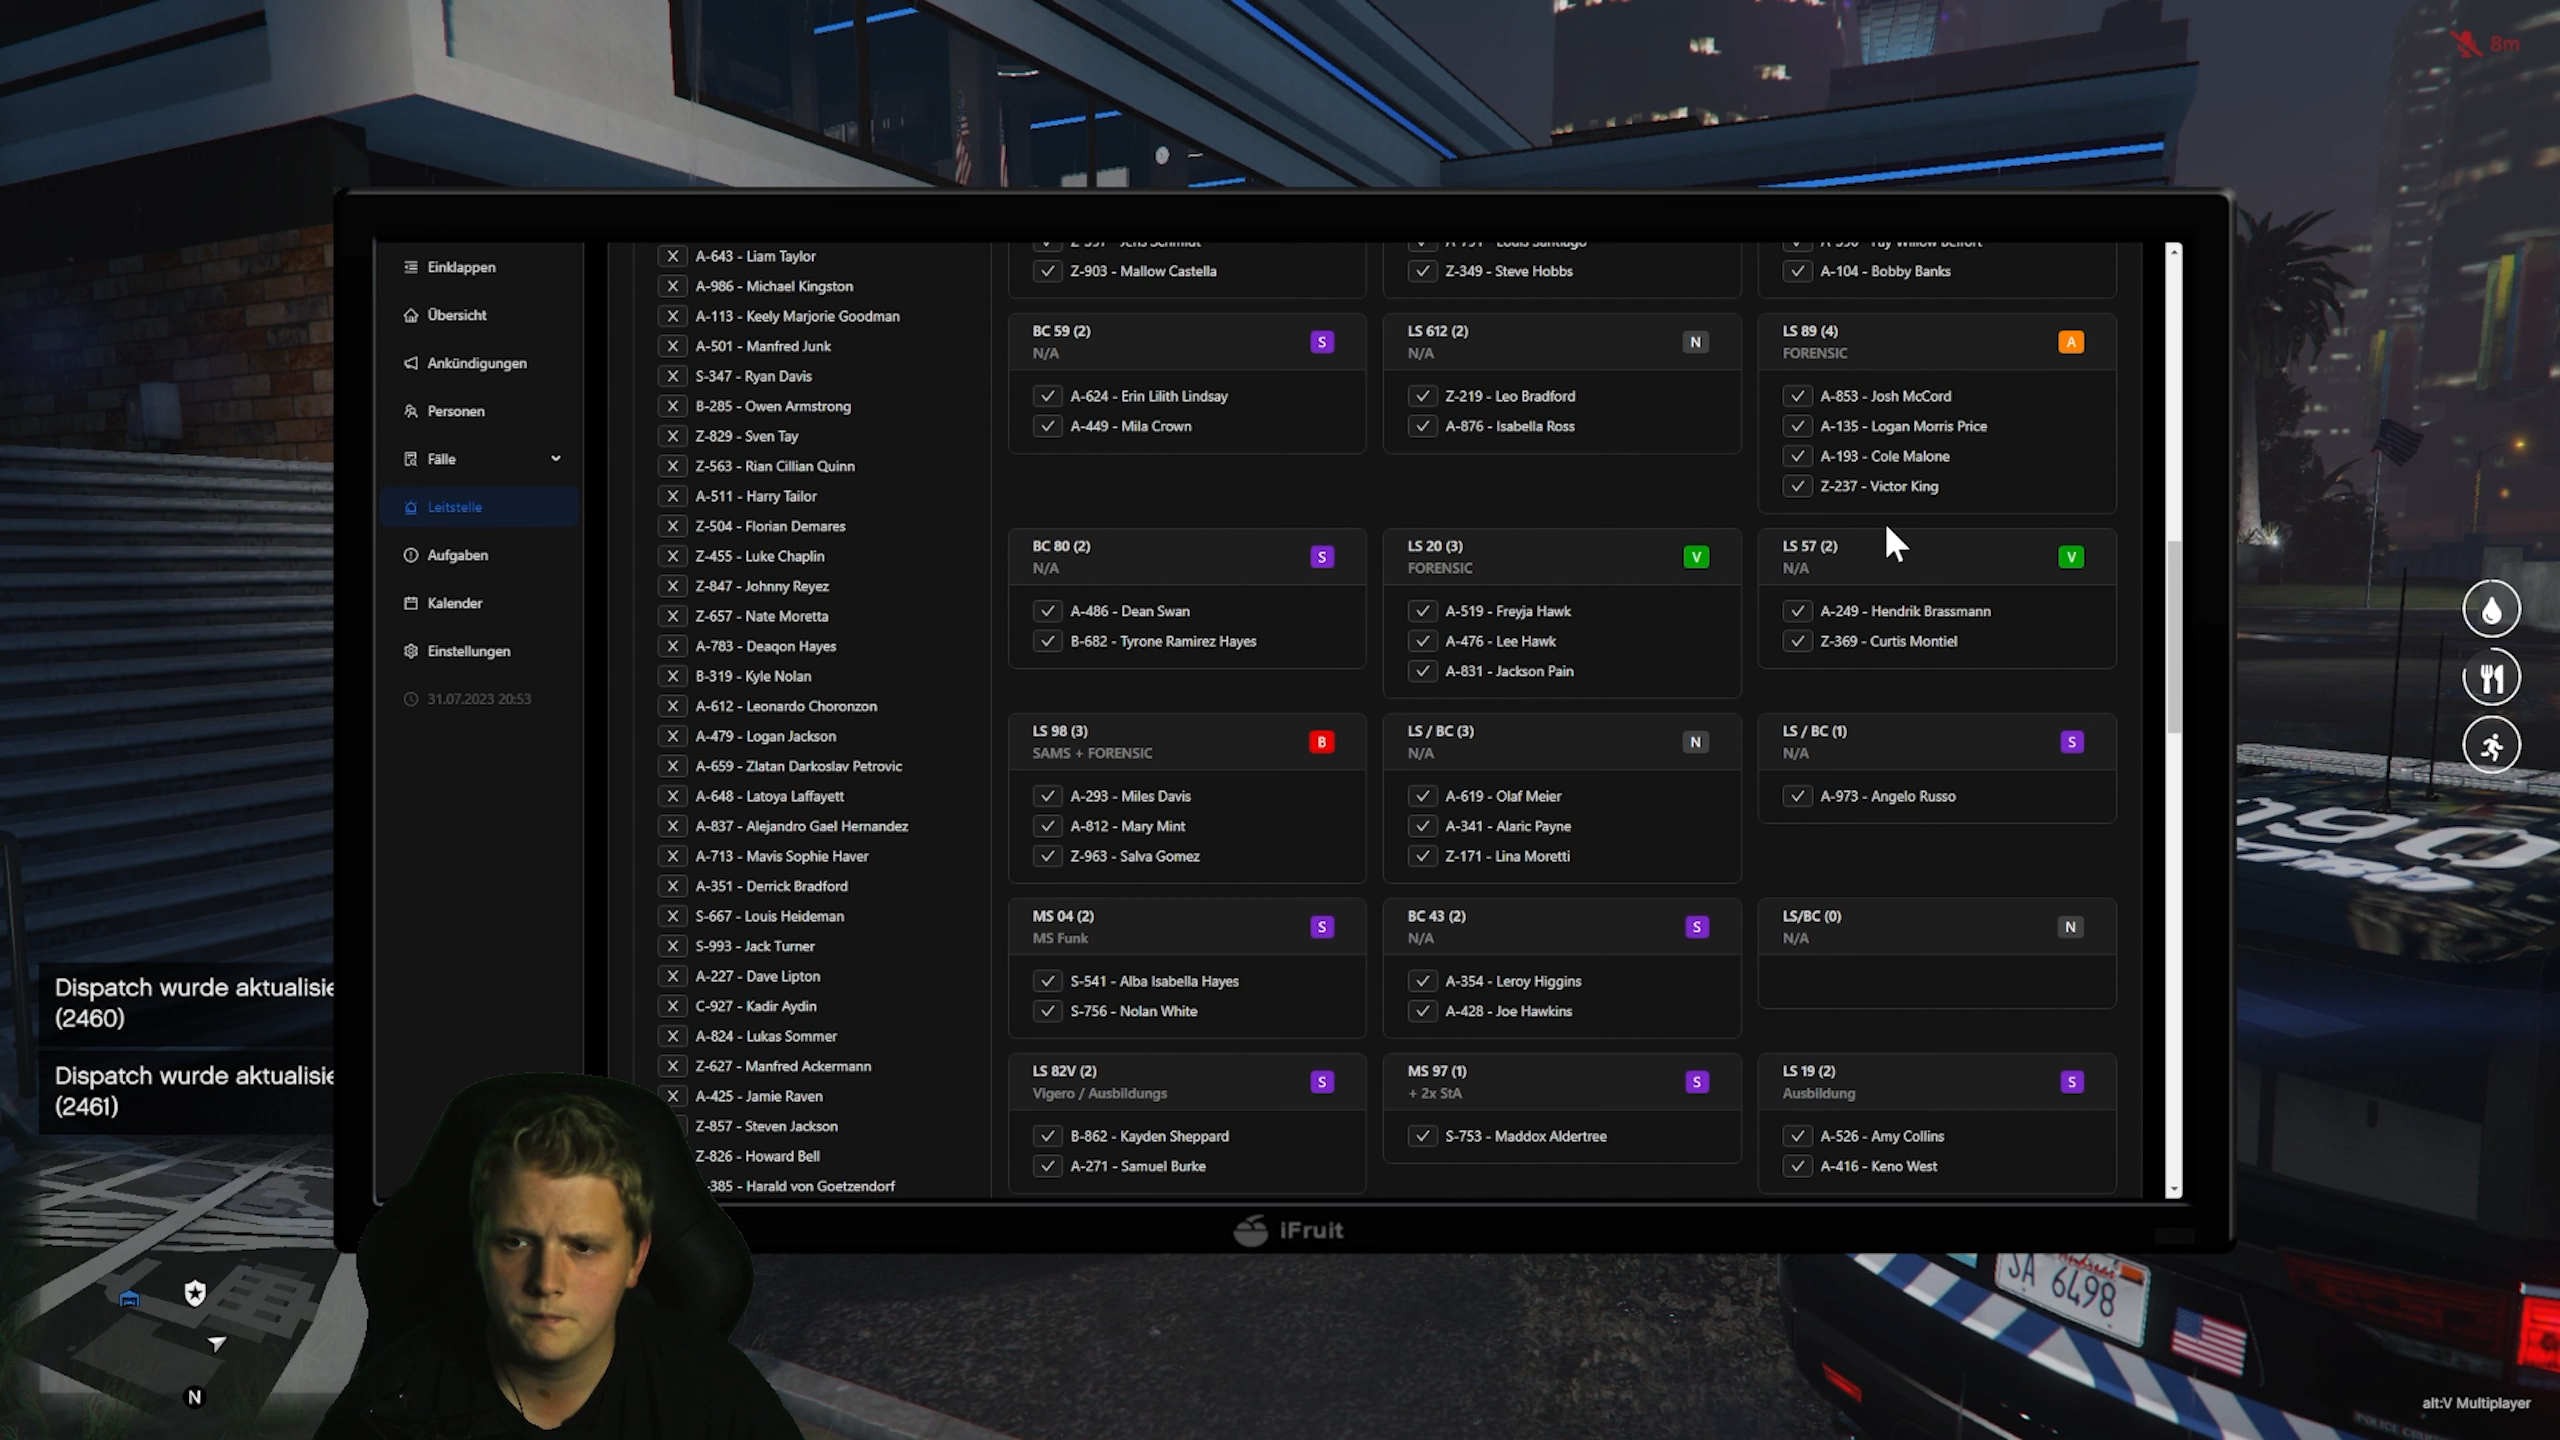 8m
Einklappen
Übersicht
Ankündigungen
Personen
Fälle
Leitstelle
Aufgaben
Kalender
Einstellungen
31.07.2023 20:53
X A-643 - Liam Taylor
X A-986 - Michael Kingston
X A-113 - Keely Marjorie Goodman
X A-501 - Manfred Junk
X S-347 - Ryan Davis
X B-285 - Owen Armstrong
X Z-829 - Sven Tay
X Z-563 - Rian Cillian Quinn
X A-511 - Harry Tailor
X Z-504 - Florian Demares
X Z-455 - Luke Chaplin
X Z-847 - Johnny Reyez
X Z-657 - Nate Moretta
X A-783 - Deaqon Hayes
X B-319 - Kyle Nolan
X A-612 - Leonardo Choronzon
X A-479 - Logan Jackson
X A-659 - Zlatan Darkoslav Petrovic
X A-648 - Latoya Laffayett
X A-837 - Alejandro Gael Hernandez
X A-713 - Mavis Sophie Haver
X A-351 - Derrick Bradford
X S-667 - Louis Heideman
X S-993 - Jack Turner
X A-227 - Dave Lipton
X C-927 - Kadir Aydin
X A-824 - Lukas Sommer
X Z-627 - Manfred Ackermann
X A-425 - Jamie Raven
Z-857 - Steven Jackson
Z-826 - Howard Bell
-385 - Harald von Goetzendorf
Z-903 - Mallow Castella
Z-349 - Steve Hobbs
A-104 - Bobby Banks
BC 59 (2)
N/A
S
A-624 - Erin Lilith Lindsay
A-449 - Mila Crown
LS 612 (2)
N/A
N
Z-219 - Leo Bradford
A-876 - Isabella Ross
LS 89 (4)
FORENSIC
A
A-853 - Josh McCord
A-135 - Logan Morris Price
A-193 - Cole Malone
Z-237 - Victor King
BC 80 (2)
N/A
S
A-486 - Dean Swan
B-682 - Tyrone Ramirez Hayes
LS 20 (3)
FORENSIC
V
A-519 - Freyja Hawk
A-476 - Lee Hawk
A-831 - Jackson Pain
LS 57 (2)
N/A
V
A-249 - Hendrik Brassmann
Z-369 - Curtis Montiel
LS 98 (3)
SAMS + FORENSIC
B
A-293 - Miles Davis
A-812 - Mary Mint
Z-963 - Salva Gomez
LS / BC (3)
N/A
N
A-619 - Olaf Meier
A-341 - Alaric Payne
Z-171 - Lina Moretti
LS / BC (1)
N/A
S
A-973 - Angelo Russo
MS 04 (2)
MS Funk
S
S-541 - Alba Isabella Hayes
S-756 - Nolan White
BC 43 (2)
N/A
S
A-354 - Leroy Higgins
A-428 - Joe Hawkins
LS/BC (0)
N/A
N
LS 82V (2)
Vigero / Ausbildungs
S
B-862 - Kayden Sheppard
A-271 - Samuel Burke
MS 97 (1)
+ 2x StA
S
S-753 - Maddox Aldertree
LS 19 (2)
Ausbildung
S
A-526 - Amy Collins
A-416 - Keno West
Dispatch wurde aktualisie
(2460)
Dispatch wurde aktualisie
(2461)
iFruit
SA 6498
N
alt:V Multiplayer